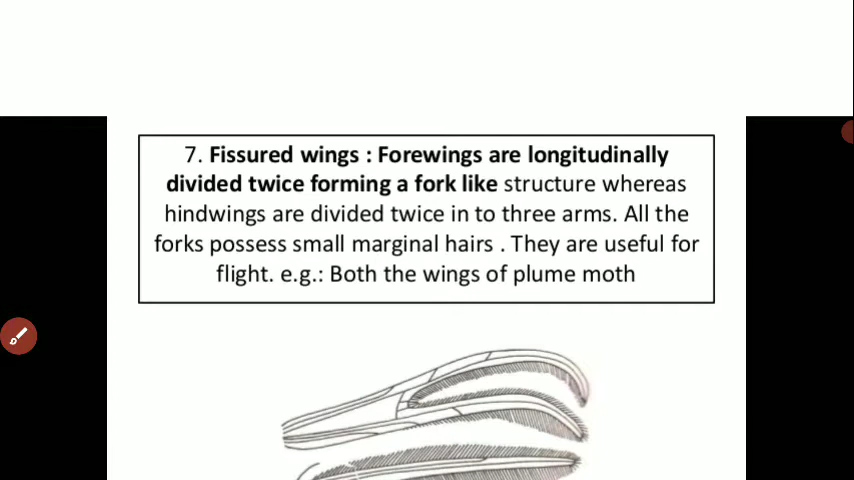 7. Fissured wings : Forewings are longitudinally
divided twice forming a fork like structure whereas
hindwings are divided twice in to three arms. All the
forks possess small marginal hairs . They are useful for
flight. e.g.: Both the wings of plume moth